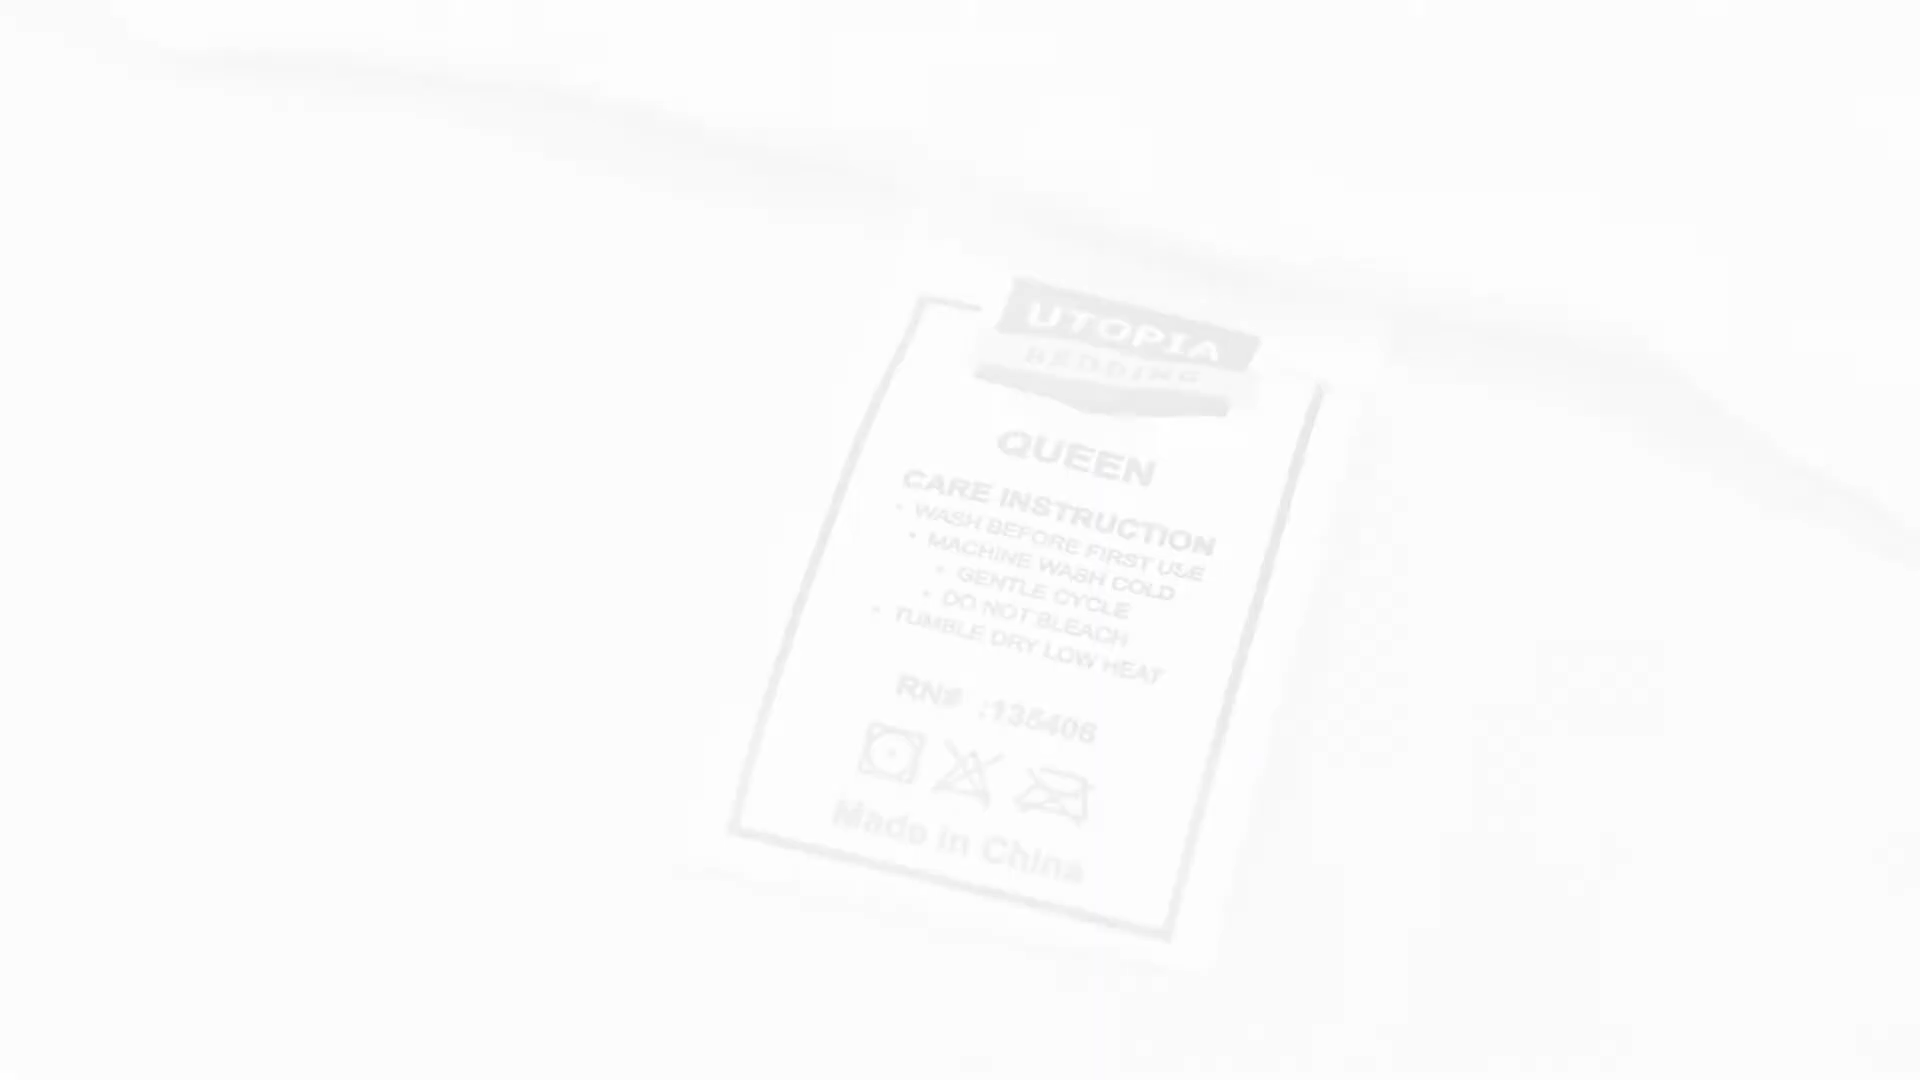 UTOPIA
BEDDING
QUEEN
CARE INSTRUCTION
• WASH BEFORE FIRST USE
• MACHINE WASH COLD
• GENTLE CYCLE
• DO NOT BLEACH
• TUMBLE DRY LOW HEAT
RN# :135406
Made in China